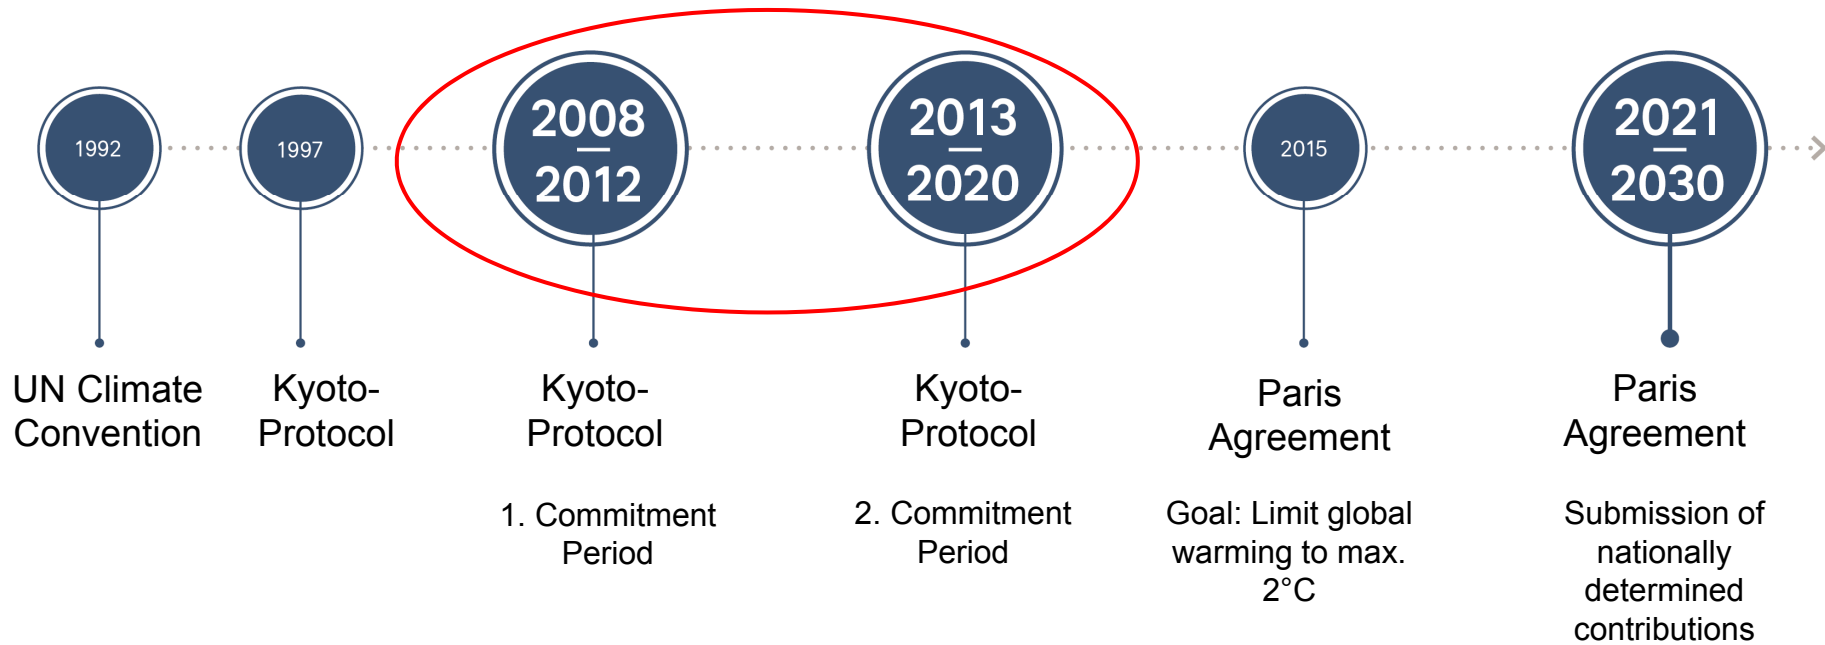 1992
1997
2008
2012
2013
2020
2015
2021
2030
UN Climate
Convention
Kyoto-
Protocol
Kyoto-
Protocol
1. Commitment
Period
Kyoto-
Protocol
2. Commitment
Period
Paris
Agreement
Goal: Limit global
warming to max.
2°C
Paris
Agreement
Submission of
nationally
determined
contributions